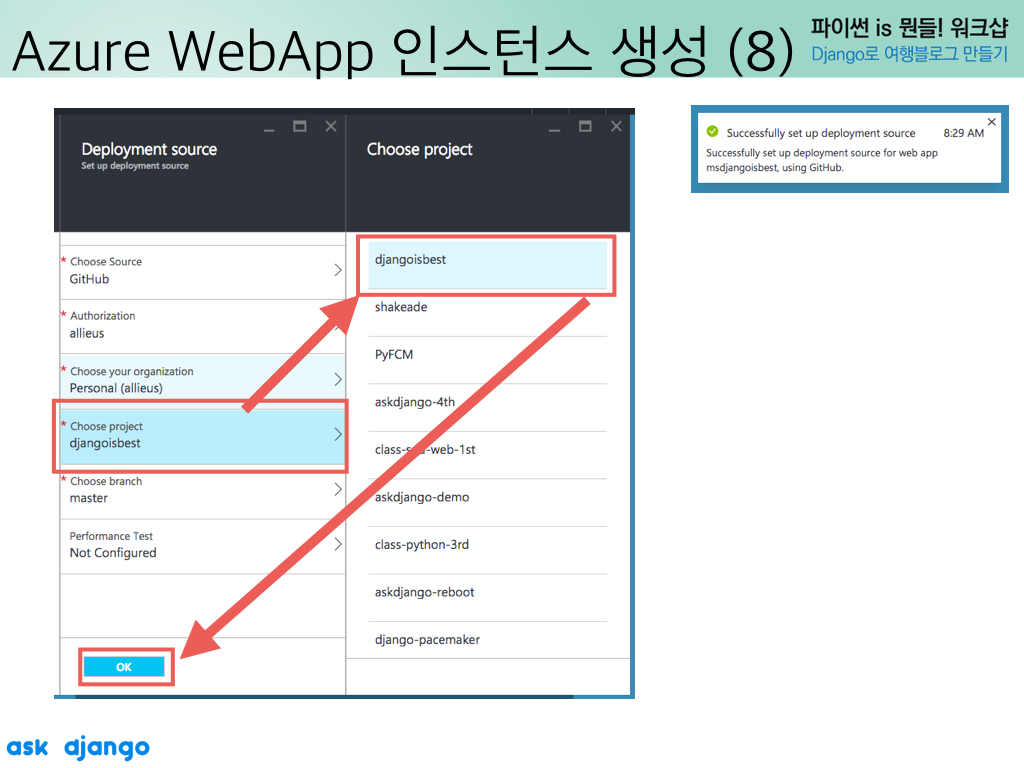 Azure WebApp 인스턴스 생성 (8)
파이썬 is 뭔들! 워크샵
Django로 여행블로그 만들기
Deployment source
Set up deployment source
* Choose Source
GitHub
* Authorization
allieus
* Choose your organization
Personal (allieus)
* Choose project
djangoisbest
* Choose branch
master
Performance Test
Not Configured
OK
Choose project
djangoisbest
shakeade
PyFCM
askdjango-4th
askdjango-demo
class-python-3rd
askdjango-reboot
django-pacemaker
Successfully set up deployment source 8:29 AM
Successfully set up deployment source for web app
msdjangoisbest, using GitHub.
ask django